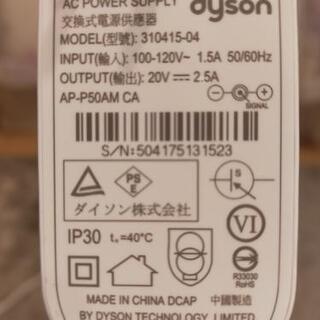 AC POWER SUPPLY
dyson
交換式電源供應器
MODEL(型號): 310415-04
INPUT(輸入): 100-120V~ 1.5A 50/60Hz
OUTPUT(輸出): 20V ⎓ 2.5A
AP-P50AM CA
SIGNAL
S/N:504175131523
PS
E
S
ダイソン株式会社
VI
IP30 tₐ=40°C
R33030
RoHS
MADE IN CHINA DCAP 中國製造
BY DYSON TECHNOLOGY LIMITED